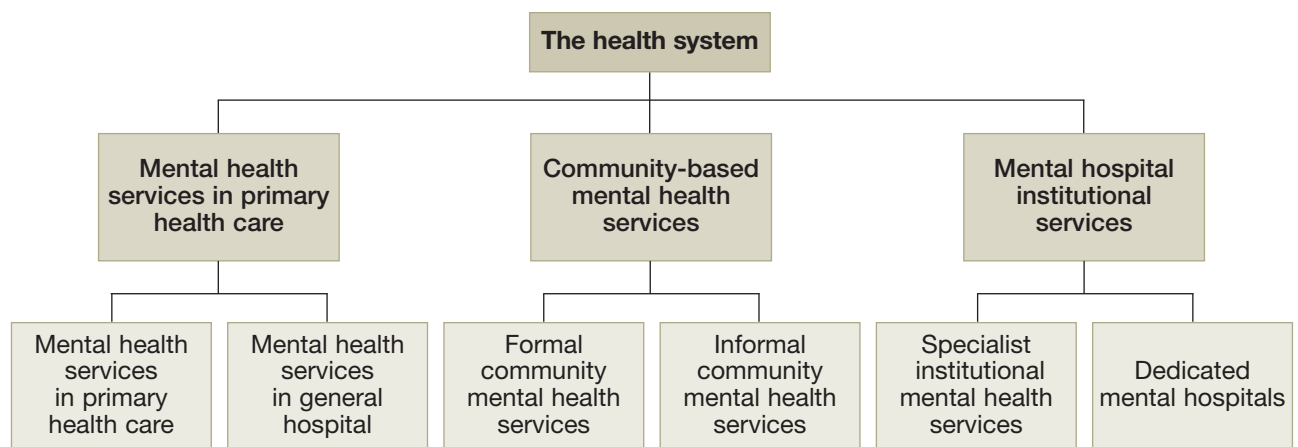 The health system
Mental health
services in primary
health care
Community-based
mental health
services
Mental hospital
institutional
services
Mental health
services
in primary
health care
Mental health
services
in general
hospital
Formal
community
mental health
services
Informal
community
mental health
services
Specialist
institutional
mental health
services
Dedicated
mental hospitals